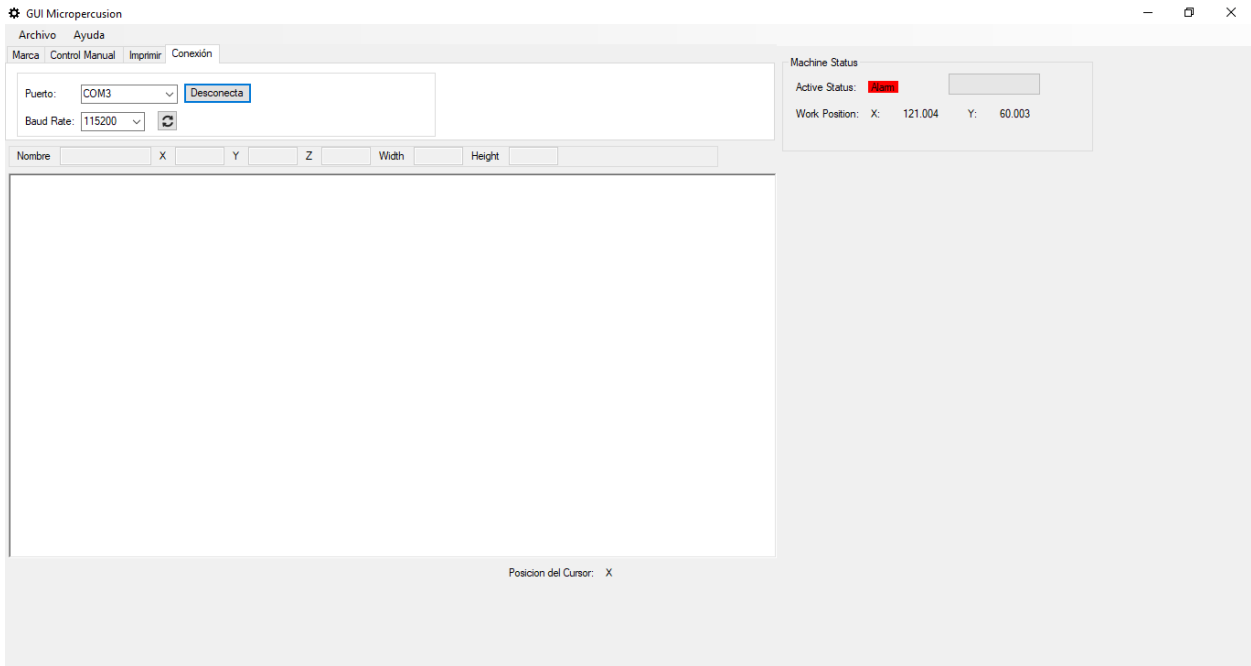 GUI Micropercusion
Archivo Ayuda
Marca Control Manual Imprimir Conexión
Puerto: COM3 Desconecta
Baud Rate: 115200
Nombre X Y Z Width Height
Posicion del Cursor: X
Machine Status
Active Status: Alarm
Work Position: X: 121.004 Y: 60.003